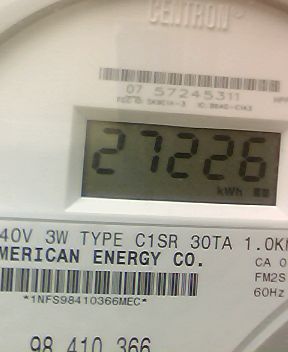 CENTRON
07 57245311
27226
kWh
40V 3W TYPE C1SR 30TA 1.0K
MERICAN ENERGY CO.
CA 0
FM2S
60Hz
*1NFS98410366MEC*
98 410 366